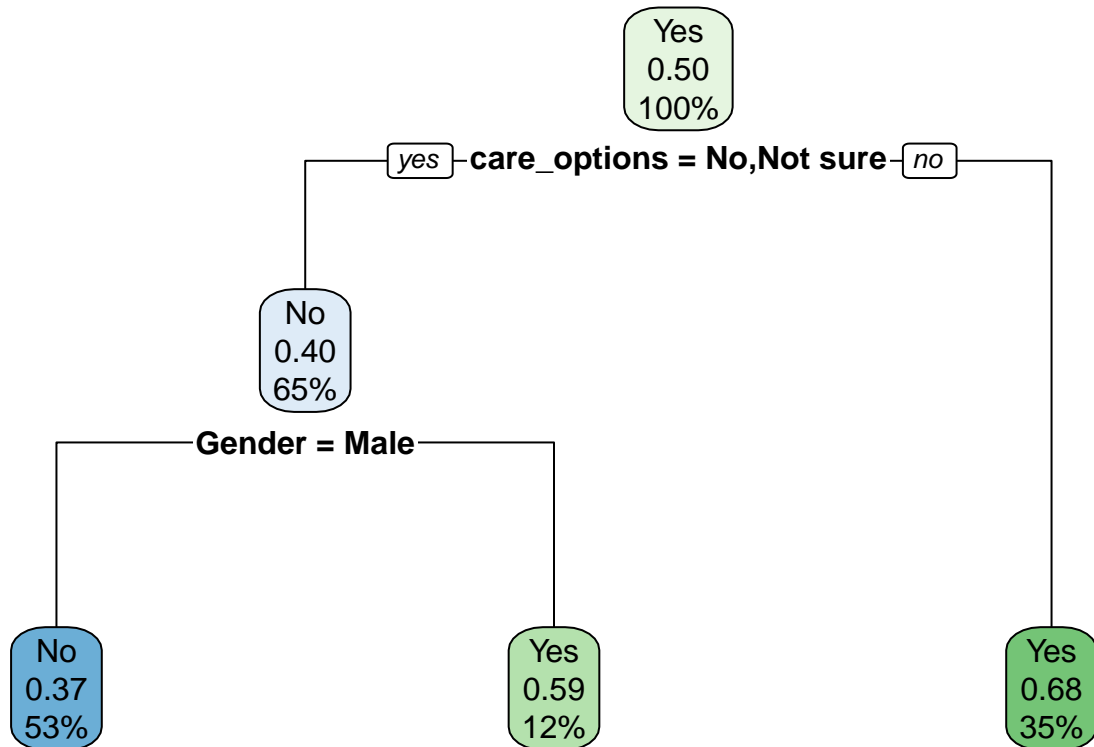 Yes
0.50
100%
yes care_options = No,Not sure no
No
0.40
65%
Gender = Male
No
0.37
53%
Yes
0.59
12%
Yes
0.68
35%